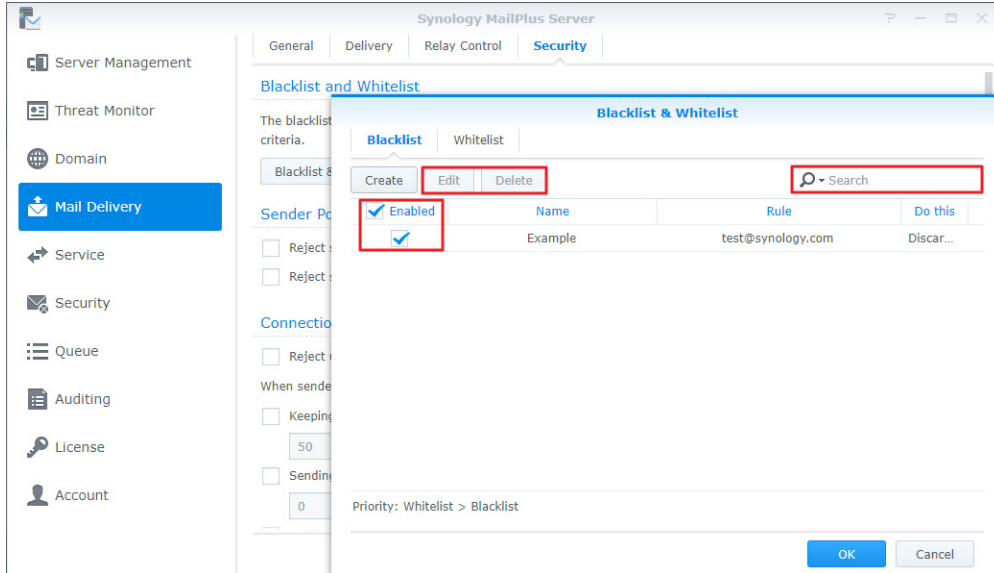 Synology MailPlus Server
Server Management
Threat Monitor
Domain
Mail Delivery
Service
Security
Queue
Auditing
License
Account
General Delivery Relay Control Security
Blacklist and Whitelist
The blacklist
criteria.
Blacklist &
Sender Po
Reject
Reject
Connectio
Reject
When sende
Keeping
50
Sending
0
Blacklist & Whitelist
Blacklist Whitelist
Create Edit Delete Search
Enabled Name Rule Do this
Example test@synology.com Discar...
Priority: Whitelist > Blacklist
OK Cancel